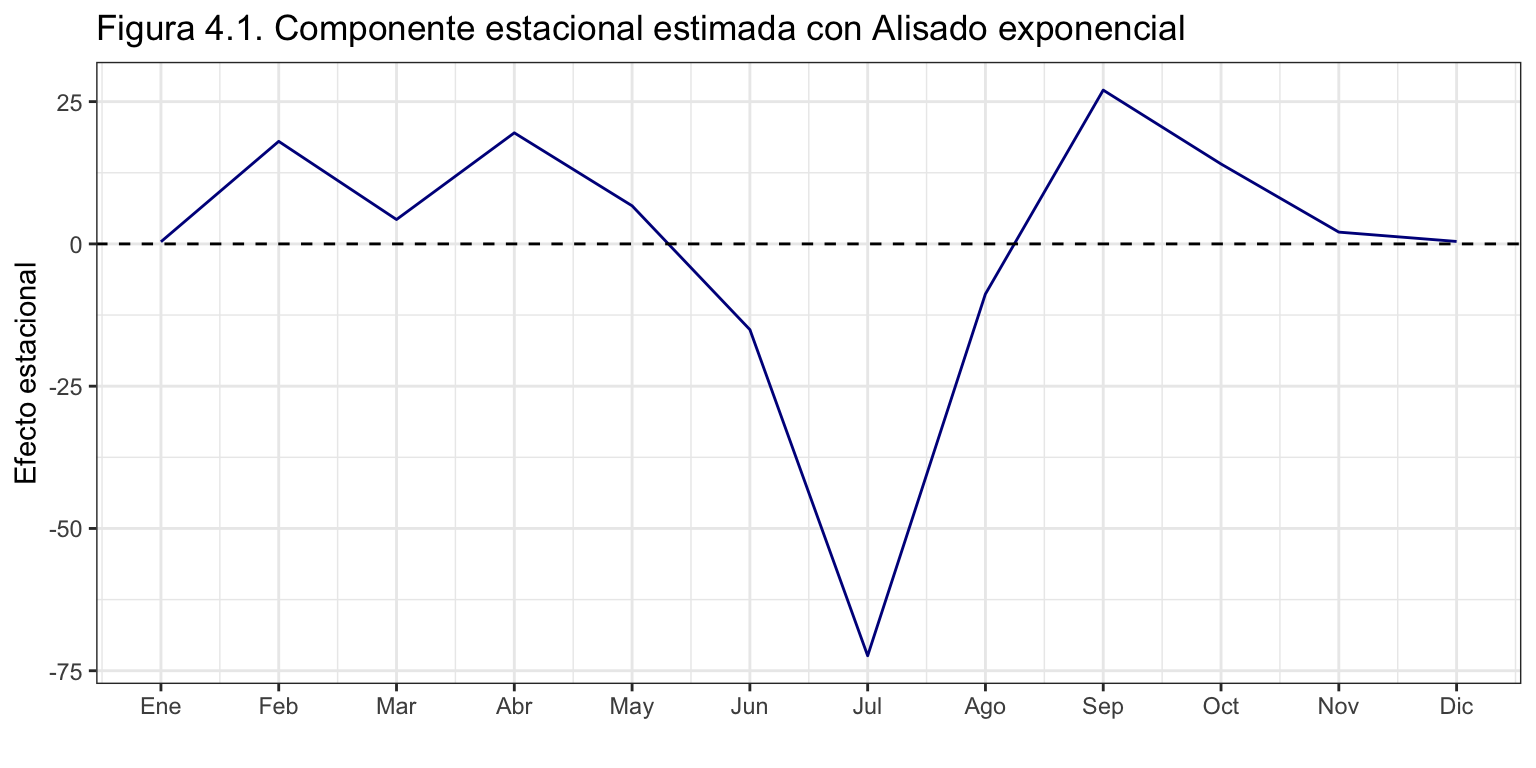 Figura 4.1. Componente estacional estimada con Alisado exponencial
Efecto estacional
25
0
-25
-50
-75
Ene Feb Mar Abr May Jun Jul Ago Sep Oct Nov Dic